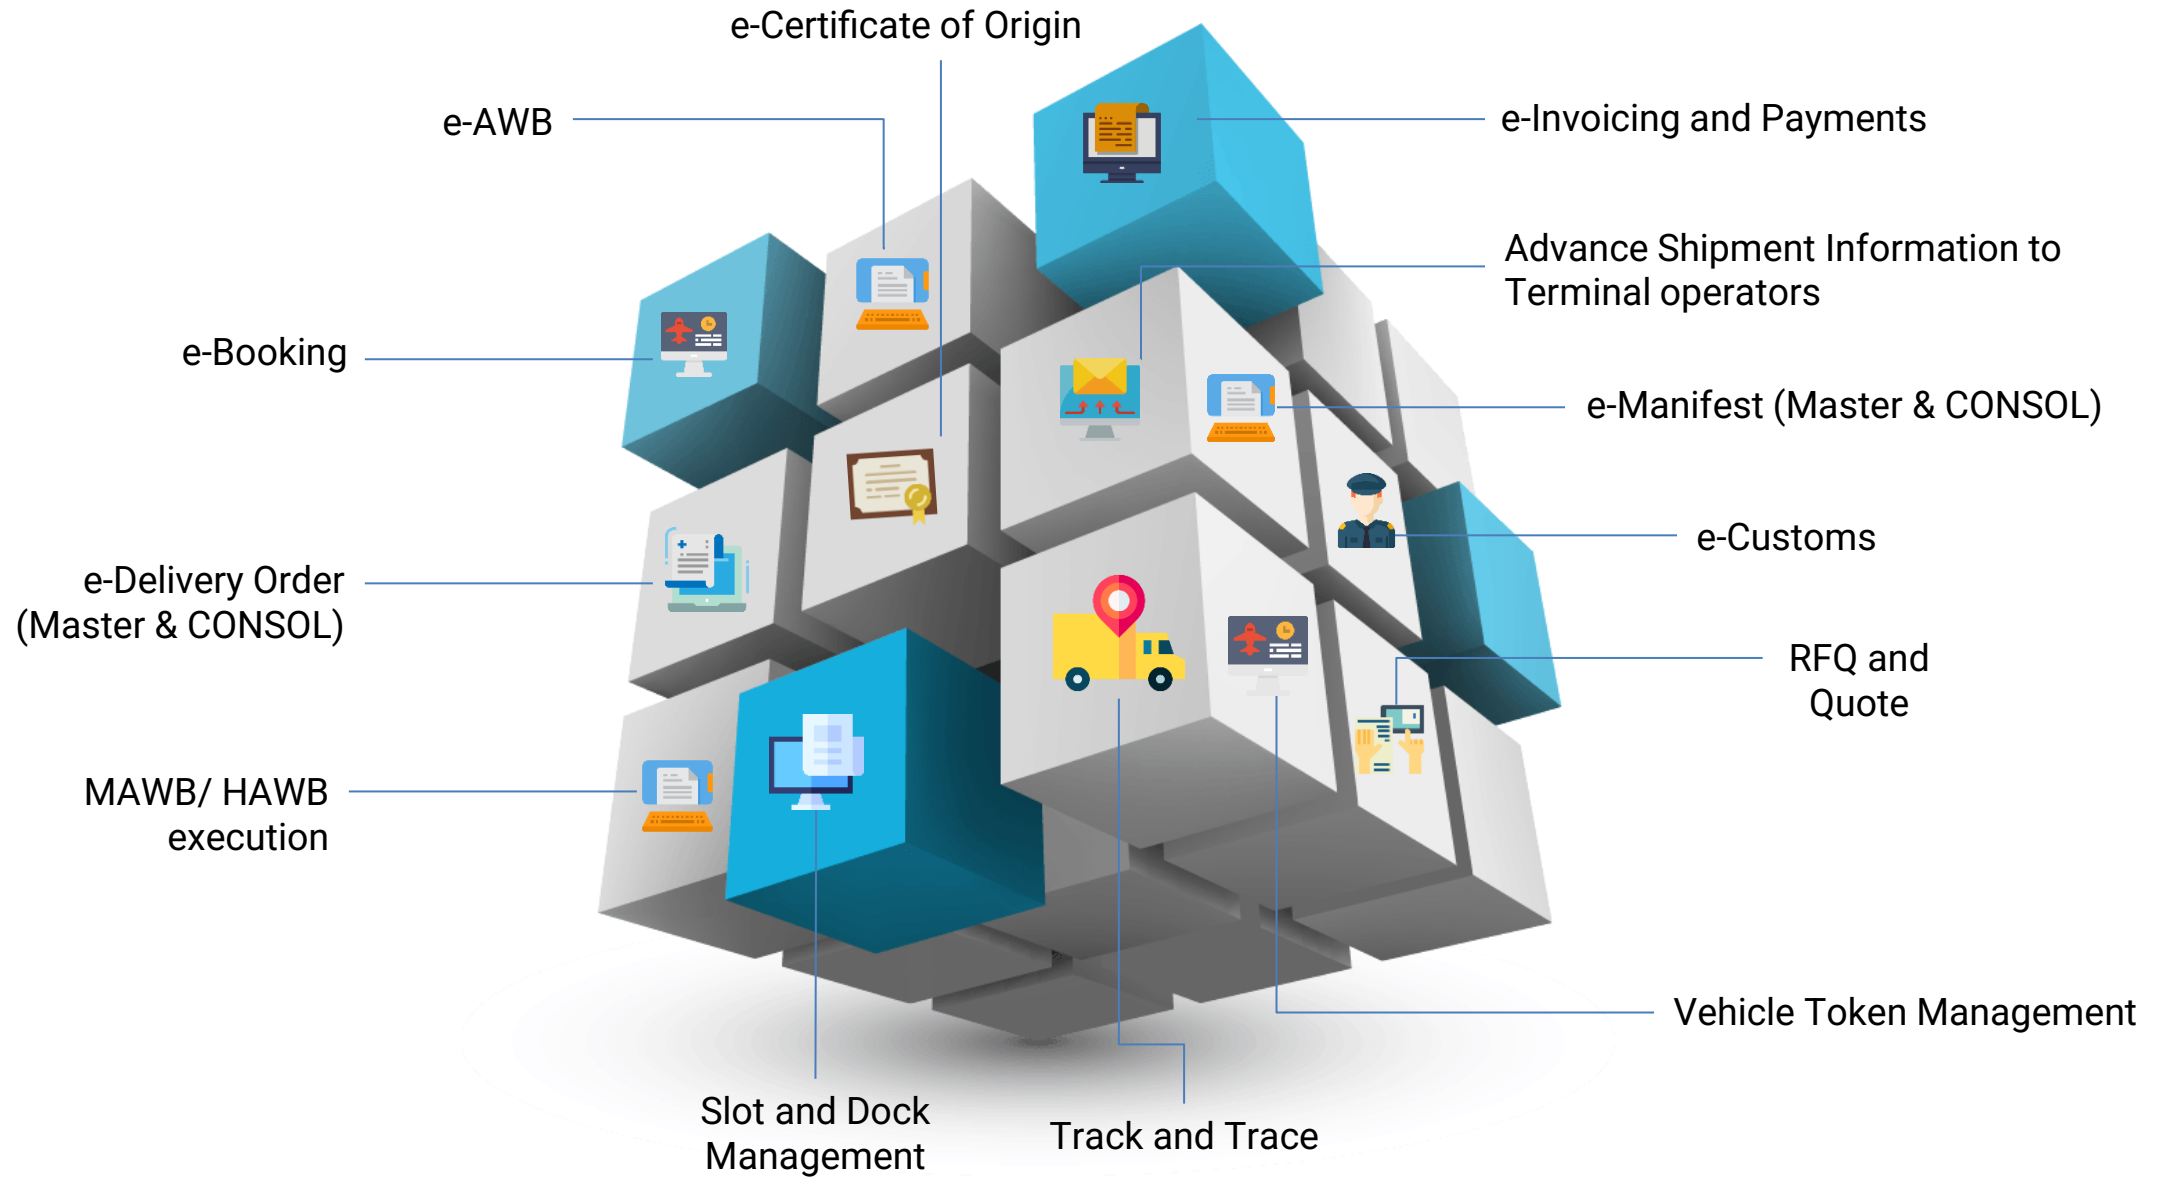 e-Certificate of Origin
e-AWB
e-Invoicing and Payments
Advance Shipment Information to
Terminal operators
e-Booking
e-Manifest (Master & CONSOL)
e-Customs
e-Delivery Order
(Master & CONSOL)
RFQ and
Quote
MAWB/ HAWB
execution
Vehicle Token Management
Slot and Dock
Management
Track and Trace